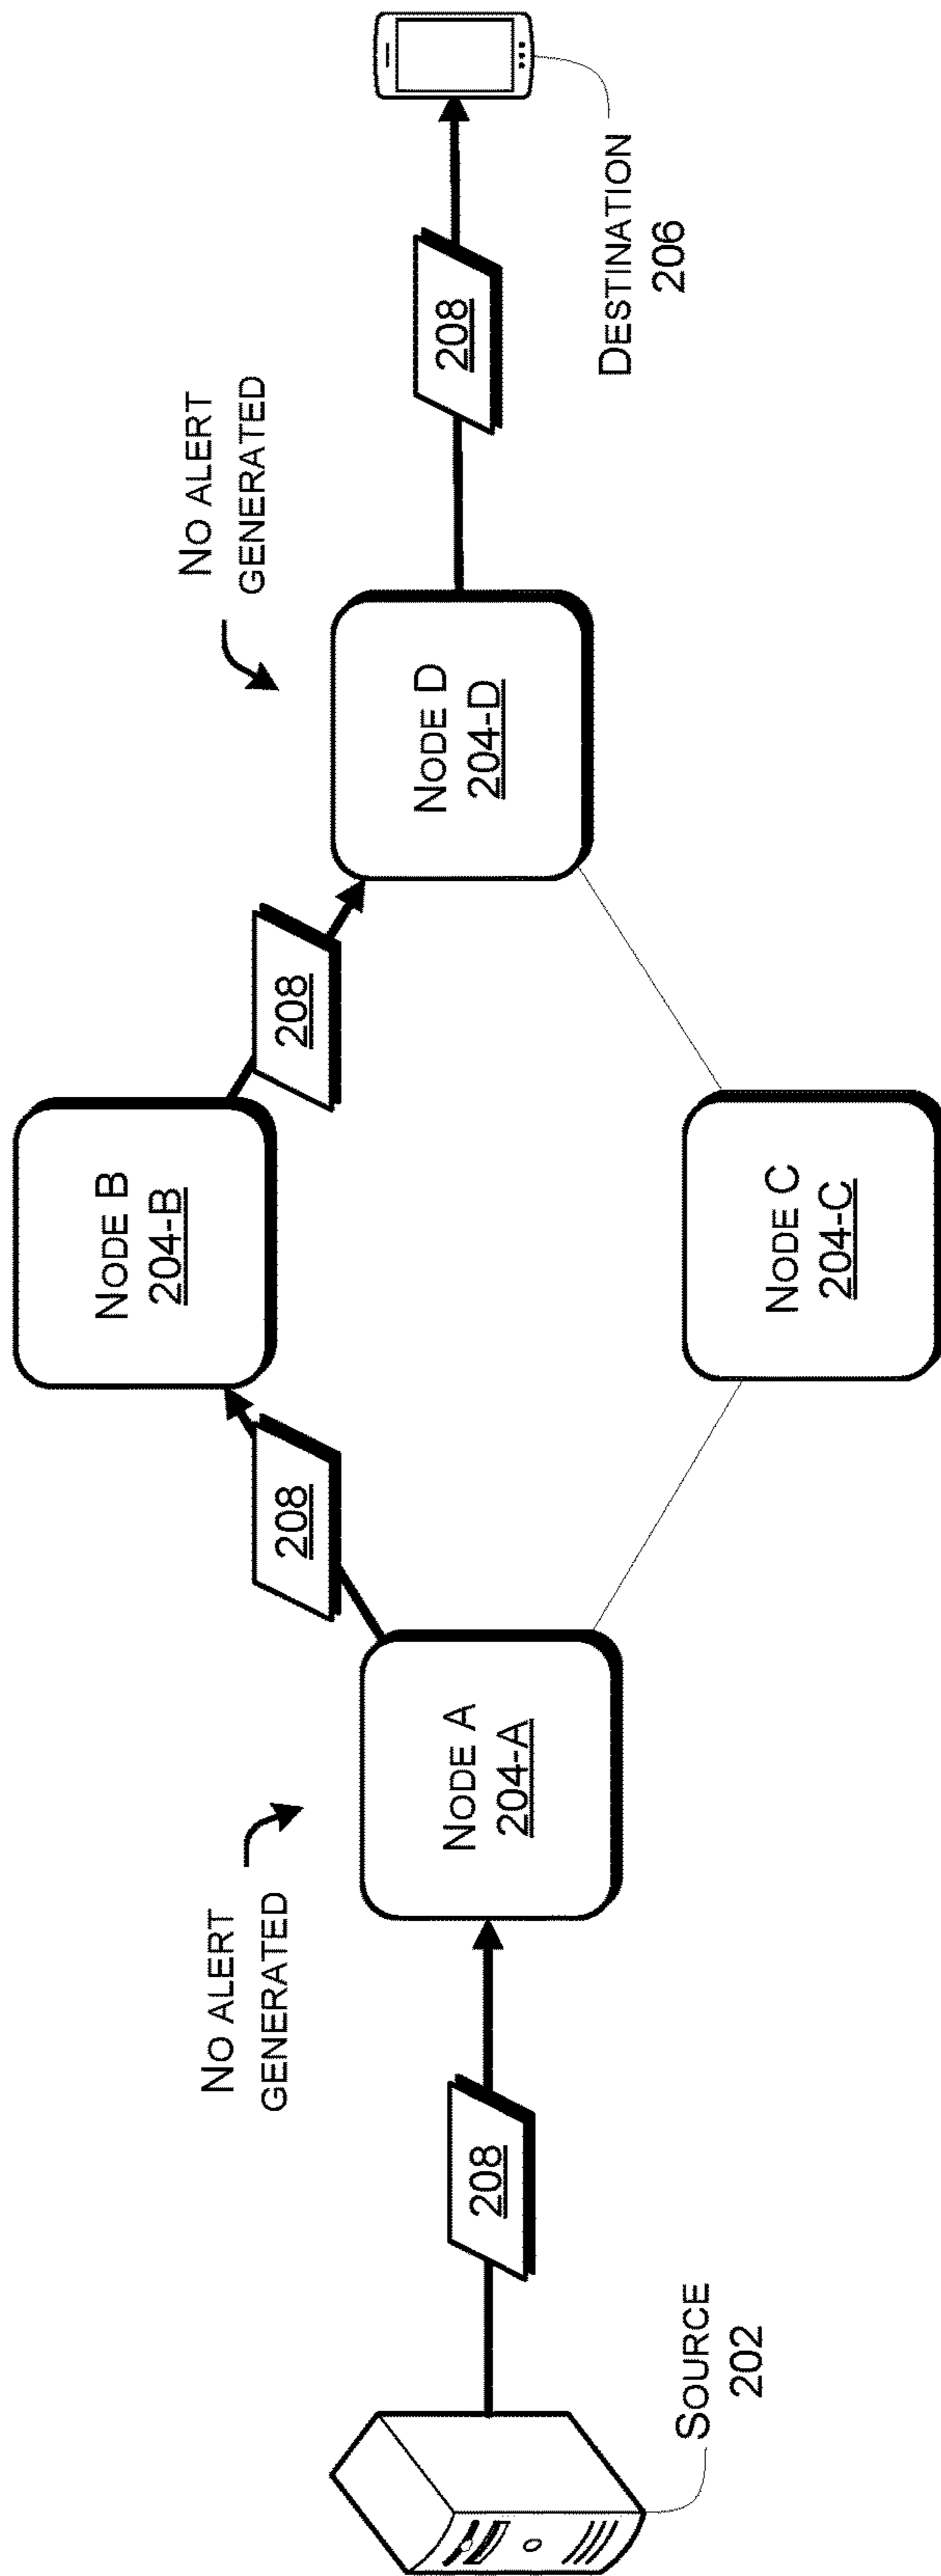 SOURCE
202
208
NO ALERT
GENERATED
NODE A
204-A
208
NODE B
204-B
208
NODE C
204-C
NO ALERT
GENERATED
NODE D
204-D
208
DESTINATION
206